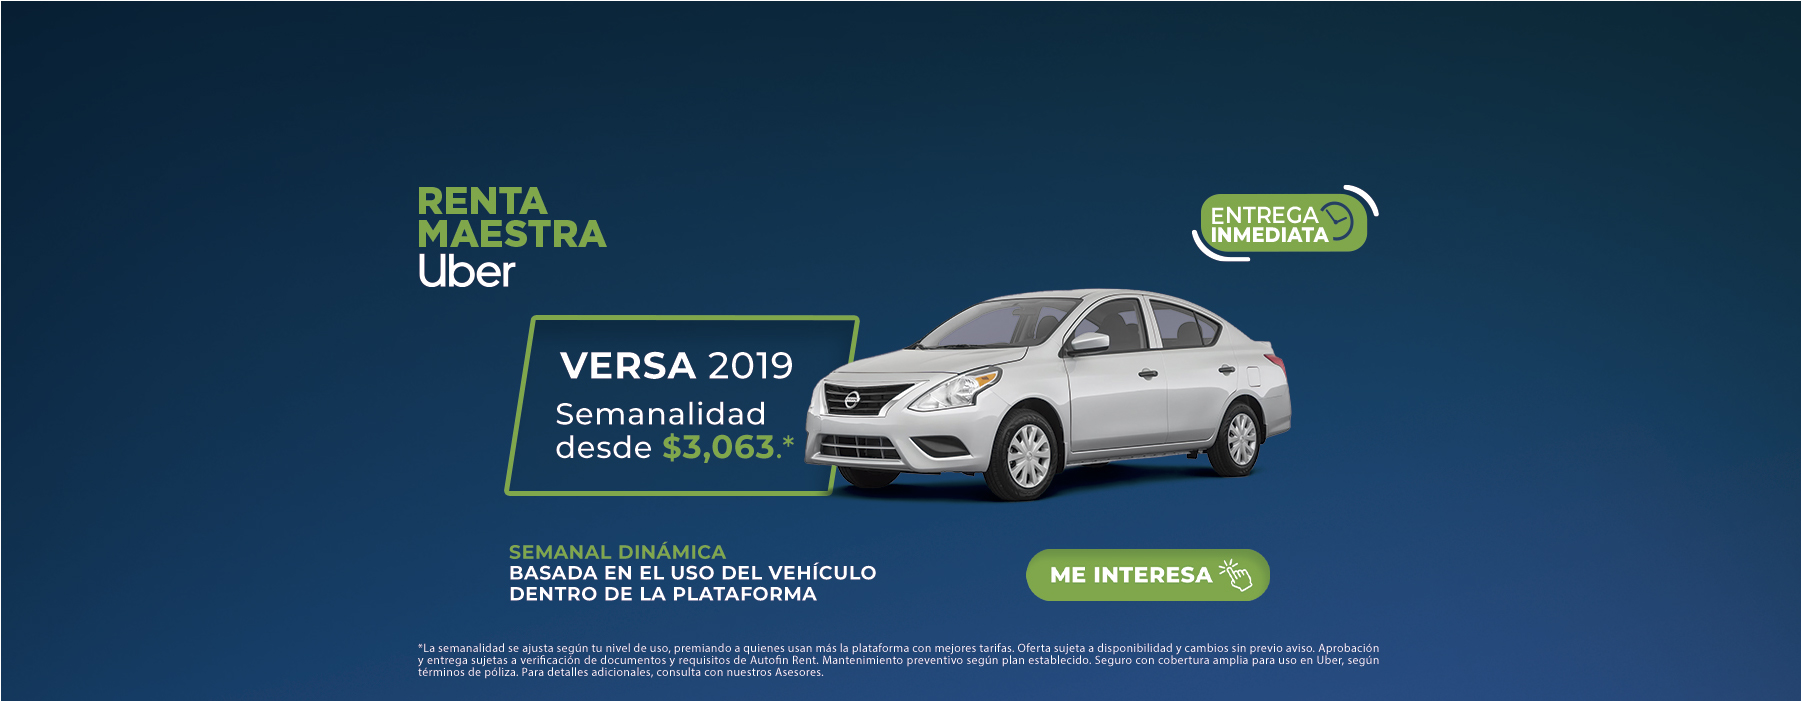 RENTA
MAESTRA
Uber
ENTREGA
INMEDIATA
VERSA 2019
Semanalidad
desde $3,063.*
SEMANAL DINÁMICA
BASADA EN EL USO DEL VEHÍCULO
DENTRO DE LA PLATAFORMA
ME INTERESA
*La semanalidad se ajusta según tu nivel de uso, premiando a quienes usan más la plataforma con mejores tarifas. Oferta sujeta a disponibilidad y cambios sin previo aviso. Aprobación
y entrega sujetas a verificación de documentos y requisitos de Autofin Rent. Mantenimiento preventivo según plan establecido. Seguro con cobertura amplia para uso en Uber, según
términos de póliza. Para detalles adicionales, consulta con nuestros Asesores.